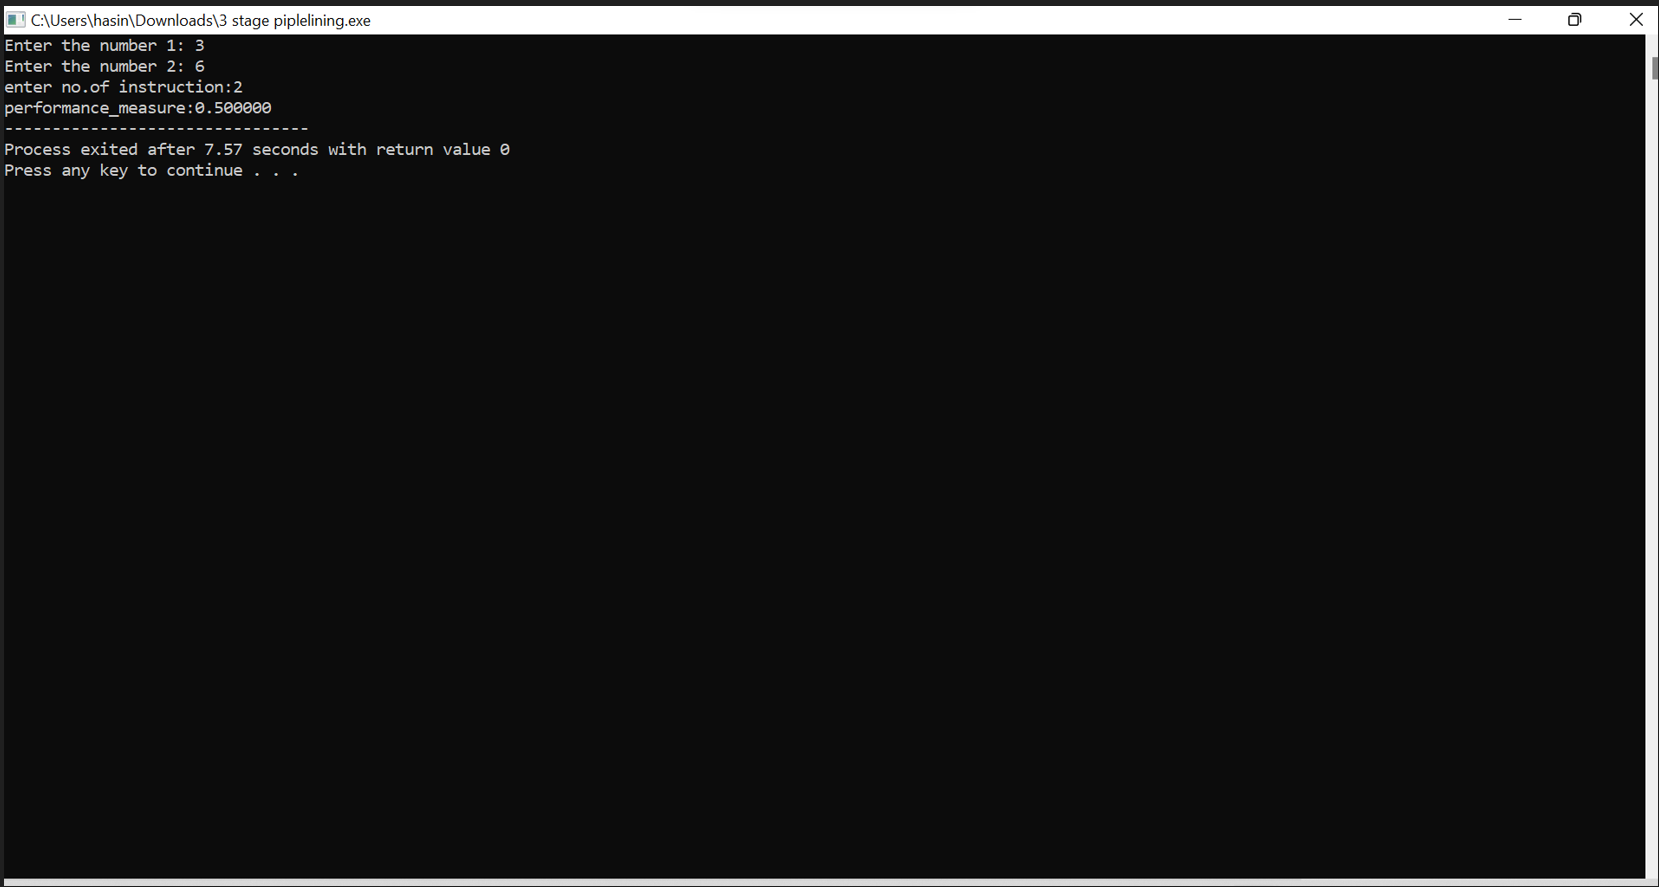 C:\Users\hasin\Downloads\3 stage piplelining.exe
Enter the number 1: 3
Enter the number 2: 6
enter no.of instruction:2
performance_measure:0.500000
--------------------------------
Process exited after 7.57 seconds with return value 0
Press any key to continue . . .